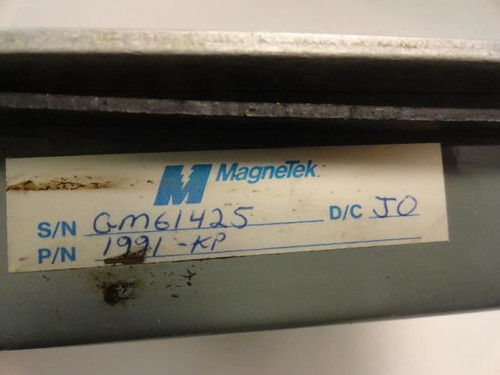 MagneTek
S/N GM61425 D/C JO
P/N 1991-KP